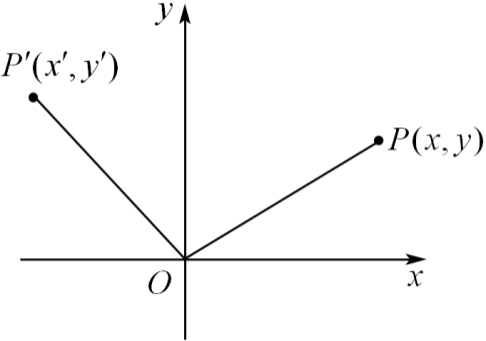 y
P′(x′, y′)
P(x, y)
O
x